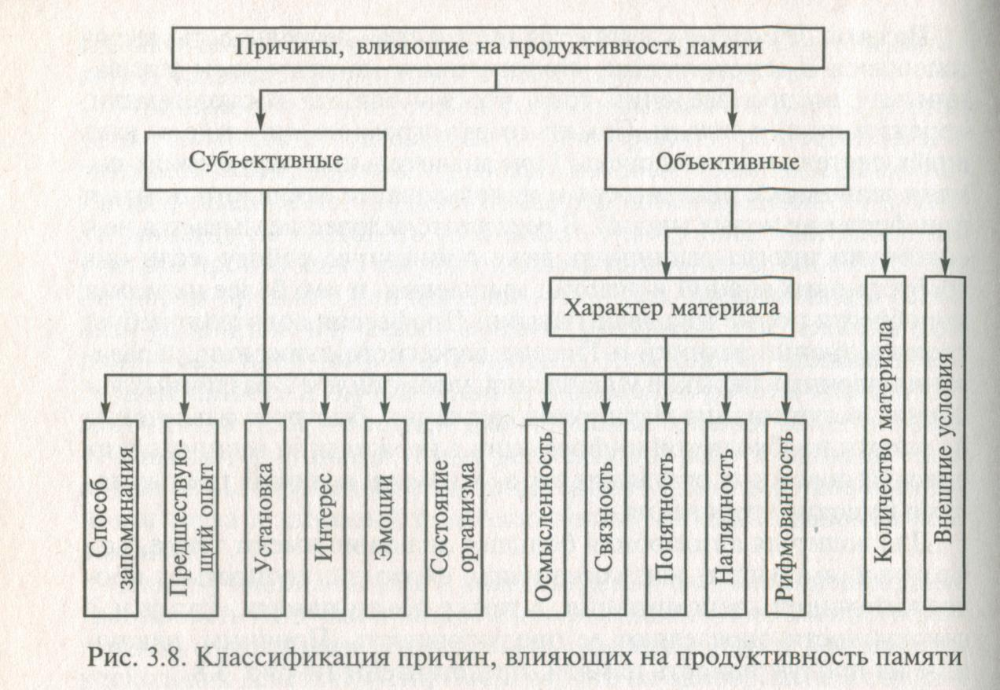 Причины, влияющие на продуктивность памяти
Субъективные
Объективные
Характер материала
Способ
запоминания
Предшествую-
щий опыт
Установка
Интерес
Эмоции
Состояние
организма
Осмысленность
Связность
Понятность
Наглядность
Рифмованность
Количество материала
Внешние условия
Рис. 3.8. Классификация причин, влияющих на продуктивность памяти